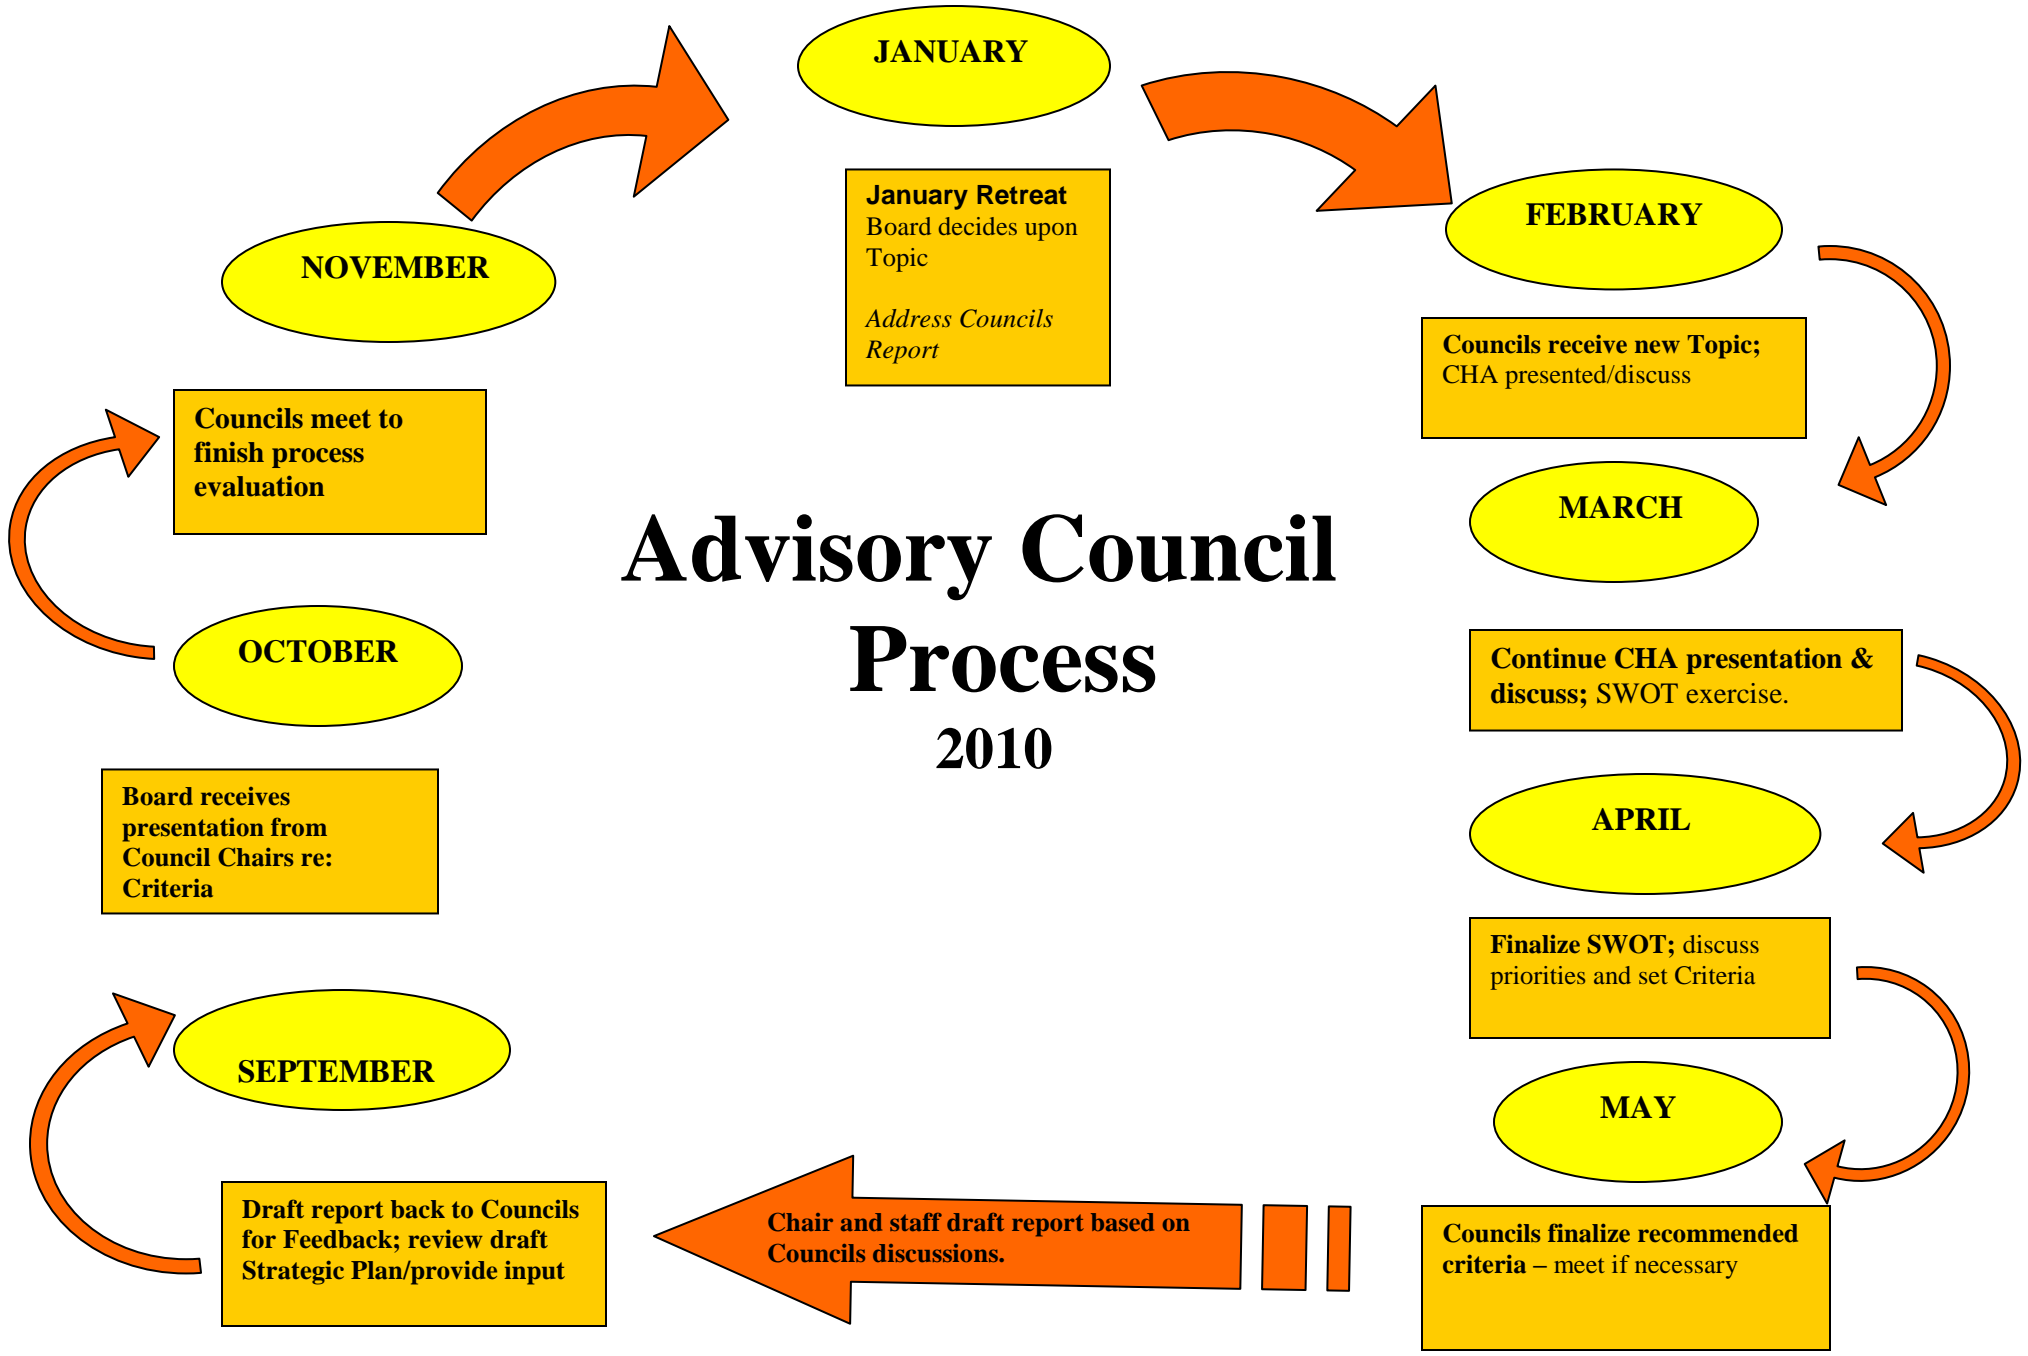 JANUARY
January Retreat
Board decides upon
Topic
Address Councils
Report
FEBRUARY
Councils receive new Topic;
CHA presented/discuss
MARCH
Continue CHA presentation &
discuss; SWOT exercise.
APRIL
Finalize SWOT; discuss
priorities and set Criteria
MAY
Councils finalize recommended
criteria – meet if necessary
Chair and staff draft report based on
Councils discussions.
SEPTEMBER
Draft report back to Councils
for Feedback; review draft
Strategic Plan/provide input
OCTOBER
Board receives
presentation from
Council Chairs re:
Criteria
NOVEMBER
Councils meet to
finish process
evaluation
Advisory Council
Process
2010